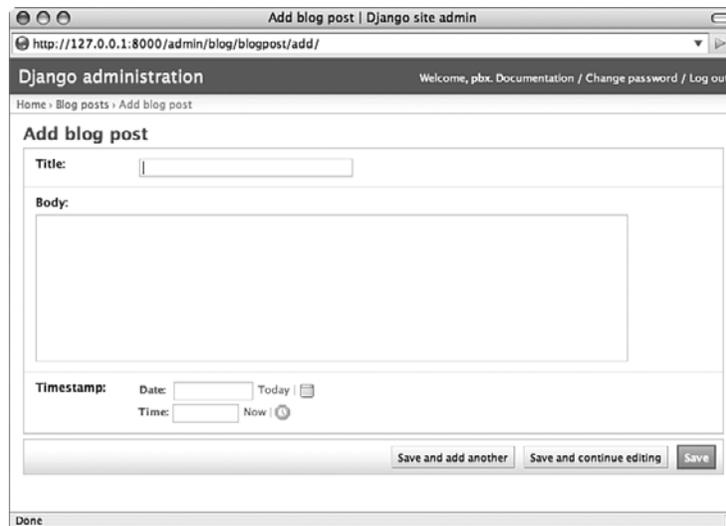 Add blog post | Django site admin
http://127.0.0.1:8000/admin/blog/blogpost/add/
Django administration
Welcome, pbx. Documentation / Change password / Log out
Home › Blog posts › Add blog post
Add blog post
Title:
Body:
Timestamp:
Date:
Today |
Time:
Now |
Save and add another
Save and continue editing
Save
Done